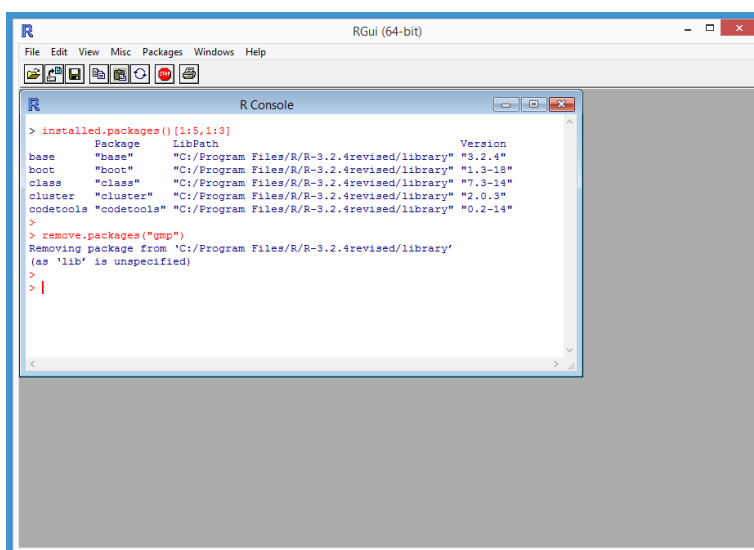 RGui (64-bit)
File Edit View Misc Packages Windows Help
STOP
R Console
> installed.packages()[1:5,1:3]
Package LibPath Version
base "base" "C:/Program Files/R/R-3.2.4revised/library" "3.2.4"
boot "boot" "C:/Program Files/R/R-3.2.4revised/library" "1.3-18"
class "class" "C:/Program Files/R/R-3.2.4revised/library" "7.3-14"
cluster "cluster" "C:/Program Files/R/R-3.2.4revised/library" "2.0.3"
codetools "codetools" "C:/Program Files/R/R-3.2.4revised/library" "0.2-14"
>
> remove.packages("gmp")
Removing package from ‘C:/Program Files/R/R-3.2.4revised/library’
(as ‘lib’ is unspecified)
>
>